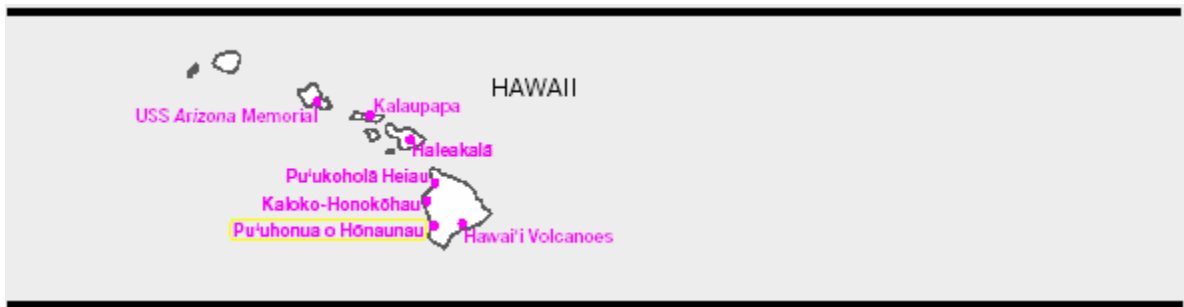 HAWAII
USS Arizona Memorial
Kalaupapa
Haleakalā
Puʻukoholā Heiau
Kaloko-Honokōhau
Puʻuhonua o Hōnaunau
Hawaiʻi Volcanoes